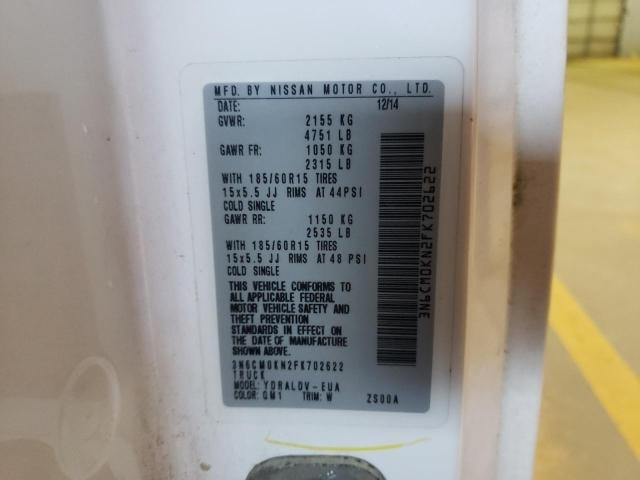 MFD. BY NISSAN MOTOR CO., LTD.
DATE: 12/14
GVWR: 2155 KG
4751 LB
GAWR FR: 1050 KG
2315 LB
WITH 185/60R15 TIRES
15x5.5 JJ RIMS AT 44PSI
COLD SINGLE
GAWR RR: 1150 KG
2535 LB
WITH 185/60R15 TIRES
15x5.5 JJ RIMS AT 48 PSI
COLD SINGLE
THIS VEHICLE CONFORMS TO
ALL APPLICABLE FEDERAL
MOTOR VEHICLE SAFETY AND
THEFT PREVENTION
STANDARDS IN EFFECT ON
THE DATE OF MANUFACTURE
SHOWN ABOVE.
3N6CM0KN2FK702622
TRUCK
MODEL: YDRALDV-EUA
COLOR: QM1 TRIM: W ZS00A
3N6CM0KN2FK702622